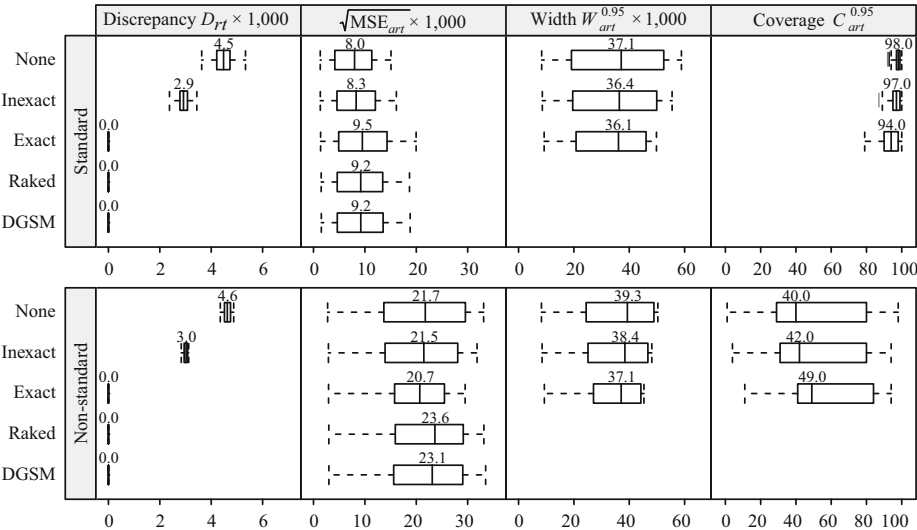 Discrepancy D_rt × 1,000 √MSE_art × 1,000 Width W_art^0.95 × 1,000 Coverage C_art^0.95
Standard
None 4.5 8.0 37.1 98.0
Inexact 2.9 8.3 36.4 97.0
Exact 0.0 9.5 36.1 94.0
Raked 0.0 9.2
DGSM 0.0 9.2
0 2 4 6 0 10 20 30 0 20 40 60 0 20 40 60 80 100
Non-standard
None 4.6 21.7 39.3 40.0
Inexact 3.0 21.5 38.4 42.0
Exact 0.0 20.7 37.1 49.0
Raked 0.0 23.6
DGSM 0.0 23.1
0 2 4 6 0 10 20 30 0 20 40 60 0 20 40 60 80 100